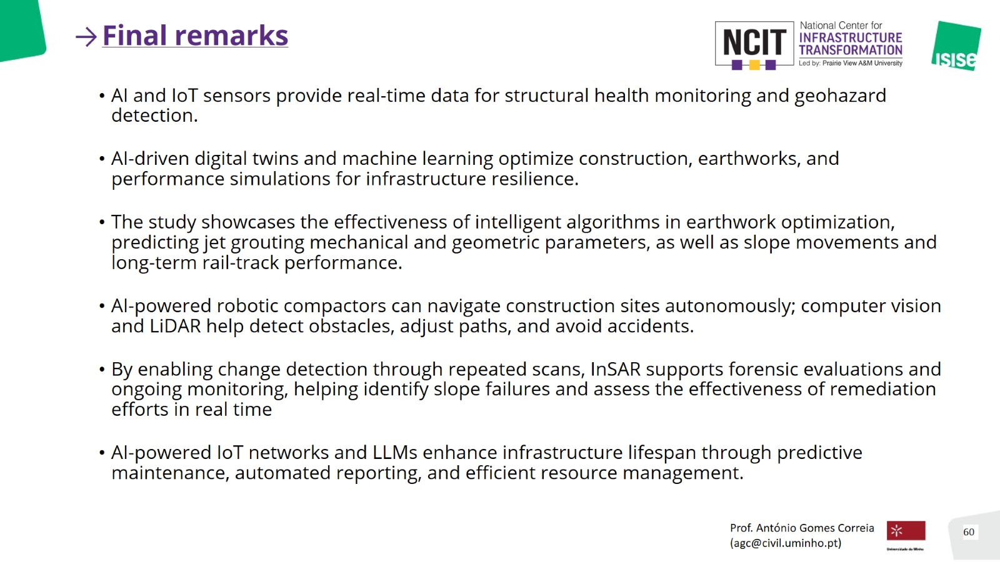 → Final remarks
NCIT
National Center for
INFRASTRUCTURE
TRANSFORMATION
Led by: Prairie View A&M University
ISISE
• AI and IoT sensors provide real-time data for structural health monitoring and geohazard
detection.
• AI-driven digital twins and machine learning optimize construction, earthworks, and
performance simulations for infrastructure resilience.
• The study showcases the effectiveness of intelligent algorithms in earthwork optimization,
predicting jet grouting mechanical and geometric parameters, as well as slope movements and
long-term rail-track performance.
• AI-powered robotic compactors can navigate construction sites autonomously; computer vision
and LiDAR help detect obstacles, adjust paths, and avoid accidents.
• By enabling change detection through repeated scans, InSAR supports forensic evaluations and
ongoing monitoring, helping identify slope failures and assess the effectiveness of remediation
efforts in real time
• AI-powered IoT networks and LLMs enhance infrastructure lifespan through predictive
maintenance, automated reporting, and efficient resource management.
Prof. António Gomes Correia
(agc@civil.uminho.pt)
Universidade do Minho
60